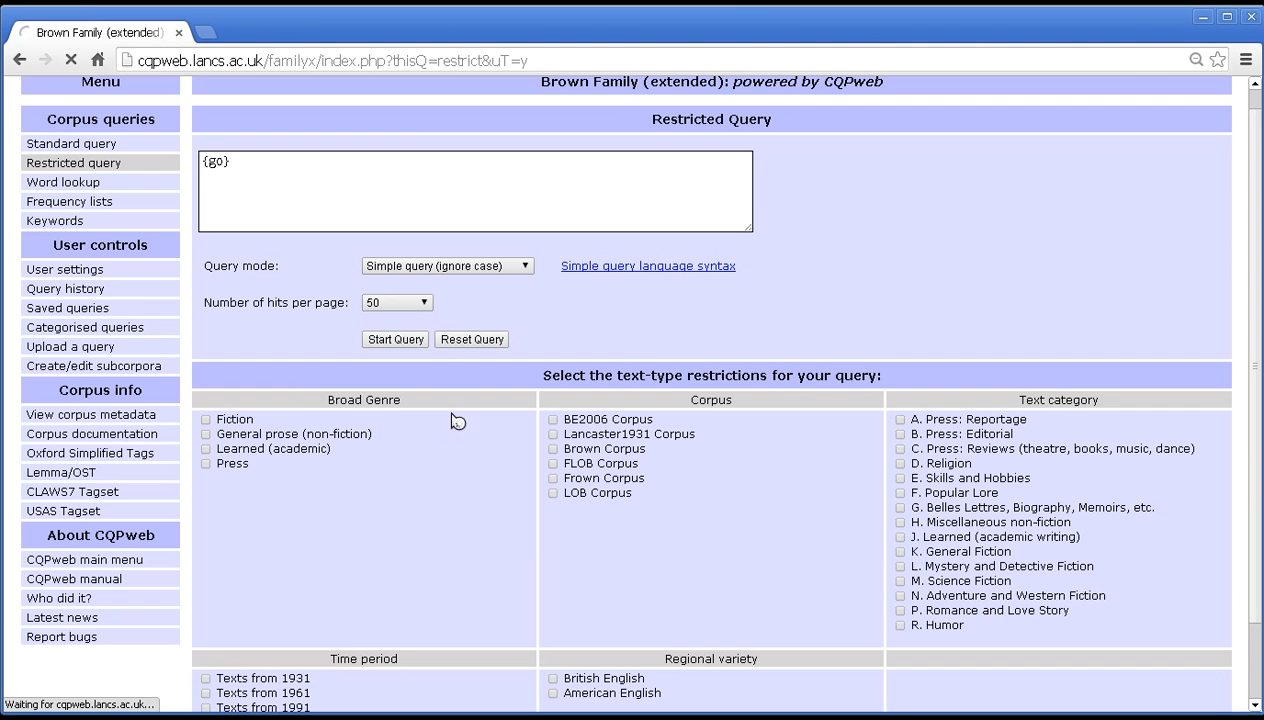 Brown Family (extended)
cqpweb.lancs.ac.uk/familyx/index.php?thisQ=restrict&uT=y
Menu
Brown Family (extended): powered by CQPweb
Corpus queries
Standard query
Restricted query
Word lookup
Frequency lists
Keywords
User controls
User settings
Query history
Saved queries
Categorised queries
Upload a query
Create/edit subcorpora
Corpus info
View corpus metadata
Corpus documentation
Oxford Simplified Tags
Lemma/OST
CLAWS7 Tagset
USAS Tagset
About CQPweb
CQPweb main menu
CQPweb manual
Who did it?
Latest news
Report bugs
Restricted Query
{go}
Query mode: Simple query (ignore case) Simple query language syntax
Number of hits per page: 50
Start Query Reset Query
Select the text-type restrictions for your query:
Broad Genre
Fiction
General prose (non-fiction)
Learned (academic)
Press
Corpus
BE2006 Corpus
Lancaster1931 Corpus
Brown Corpus
FLOB Corpus
Frown Corpus
LOB Corpus
Text category
A. Press: Reportage
B. Press: Editorial
C. Press: Reviews (theatre, books, music, dance)
D. Religion
E. Skills and Hobbies
F. Popular Lore
G. Belles Lettres, Biography, Memoirs, etc.
H. Miscellaneous non-fiction
J. Learned (academic writing)
K. General Fiction
L. Mystery and Detective Fiction
M. Science Fiction
N. Adventure and Western Fiction
P. Romance and Love Story
R. Humor
Time period
Texts from 1931
Texts from 1961
Texts from 1991
Regional variety
British English
American English
Waiting for cqpweb.lancs.ac.uk...